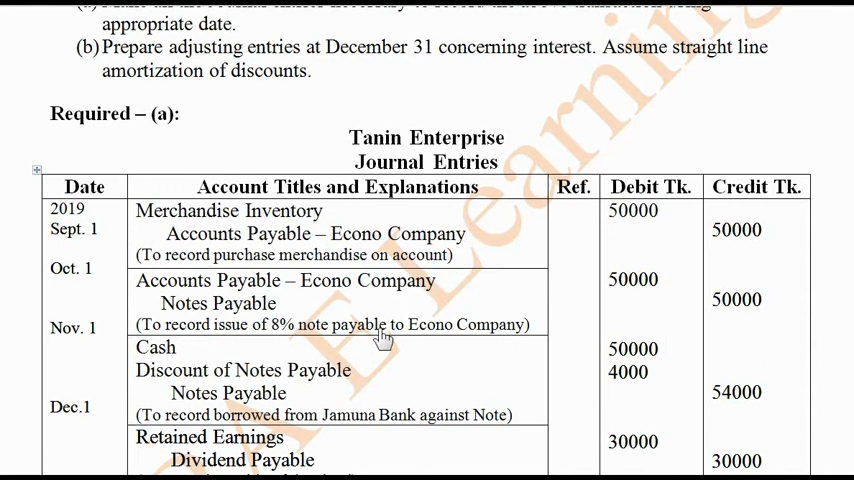 appropriate date.
(b) Prepare adjusting entries at December 31 concerning interest. Assume straight line
amortization of discounts.
Required – (a):
Tanin Enterprise
Journal Entries
Date Account Titles and Explanations Ref. Debit Tk. Credit Tk.
2019 Merchandise Inventory 50000
Sept. 1 Accounts Payable – Econo Company 50000
(To record purchase merchandise on account)
Oct. 1 Accounts Payable – Econo Company 50000
Notes Payable 50000
(To record issue of 8% note payable to Econo Company)
Nov. 1 Cash 50000
Discount of Notes Payable 4000
Notes Payable 54000
(To record borrowed from Jamuna Bank against Note)
Dec.1 Retained Earnings 30000
Dividend Payable 30000
E Learning